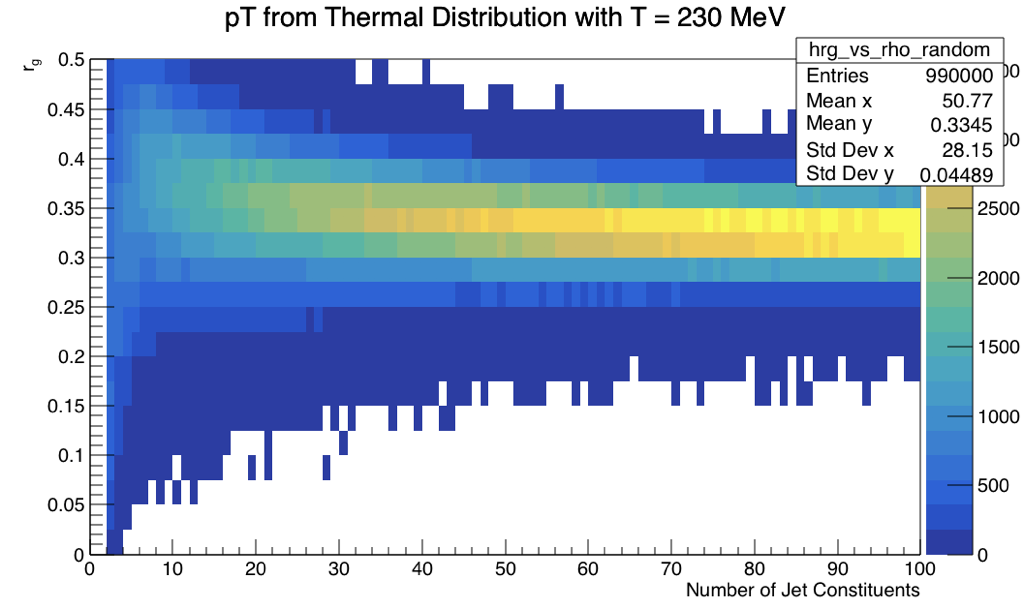 pT from Thermal Distribution with T = 230 MeV
hrg_vs_rho_random
Entries 990000
Mean x 50.77
Mean y 0.3345
Std Dev x 28.15
Std Dev y 0.04489
r_g
0.5
0.45
0.4
0.35
0.3
0.25
0.2
0.15
0.1
0.05
0
0 10 20 30 40 50 60 70 80 90 100
Number of Jet Constituents
2500
2000
1500
1000
500
0